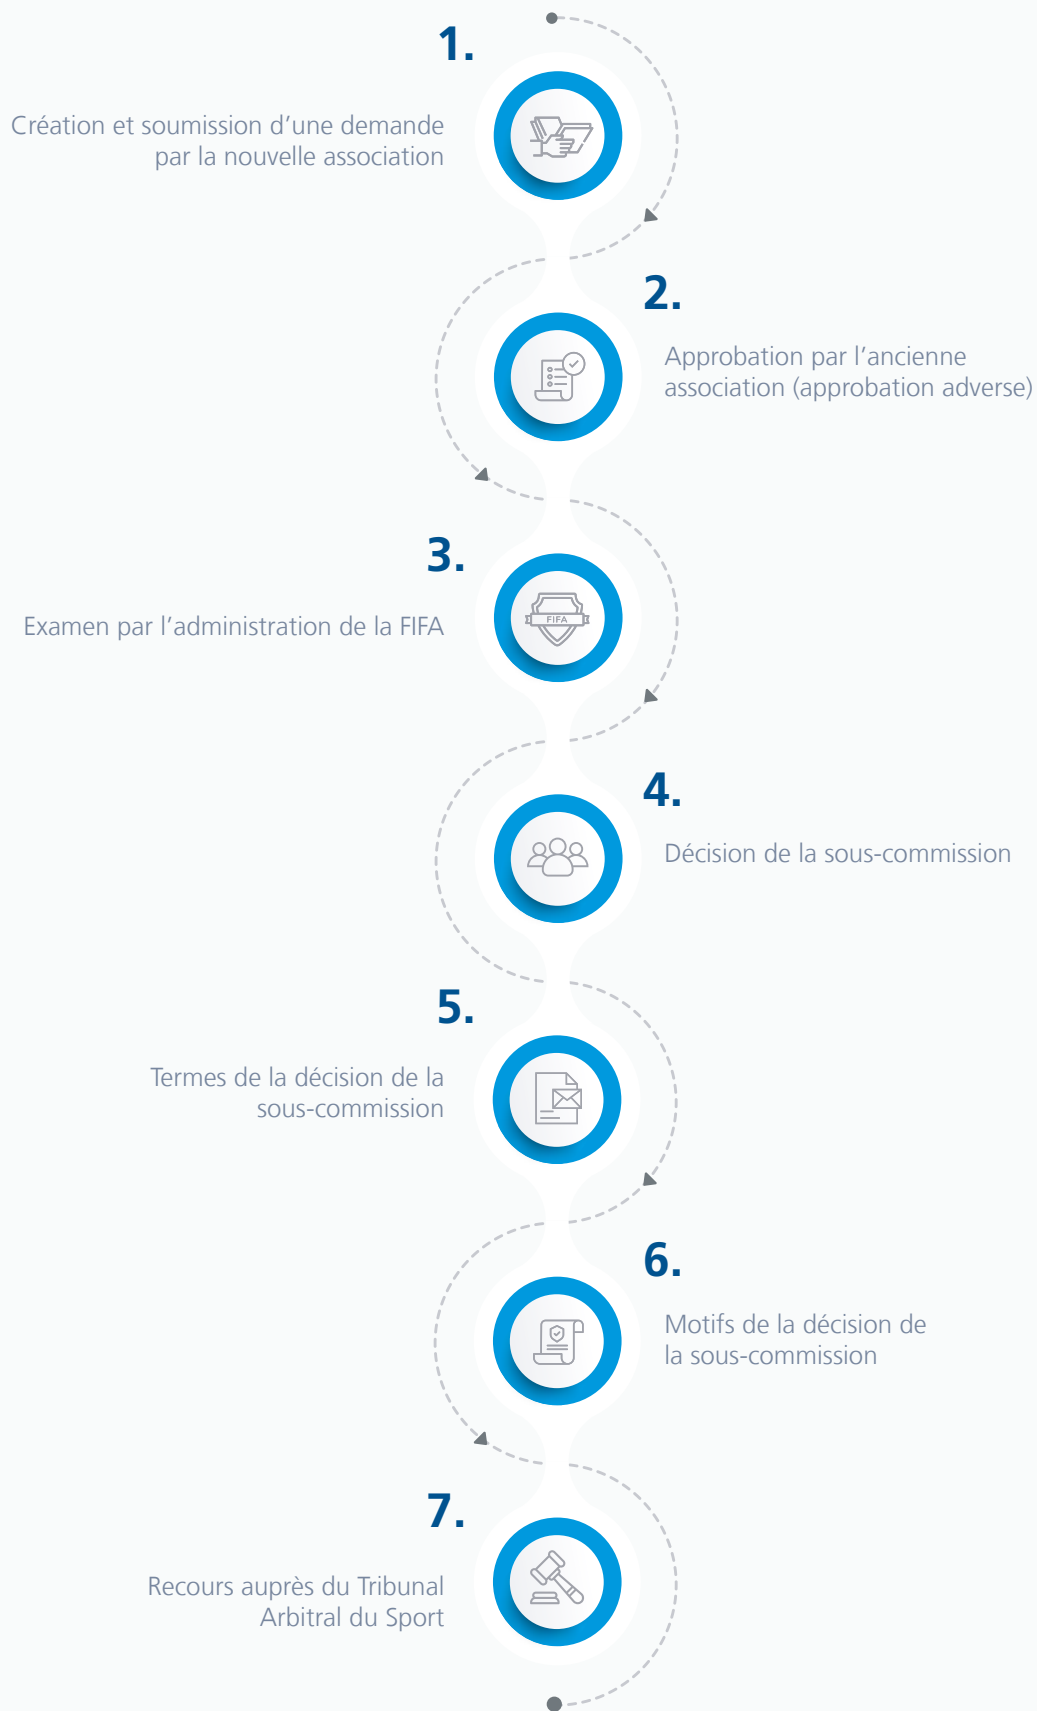 1.
Création et soumission d’une demande
par la nouvelle association
2.
Approbation par l’ancienne
association (approbation adverse)
3.
Examen par l’administration de la FIFA
FIFA
4.
Décision de la sous-commission
5.
Termes de la décision de la
sous-commission
6.
Motifs de la décision de
la sous-commission
7.
Recours auprès du Tribunal
Arbitral du Sport